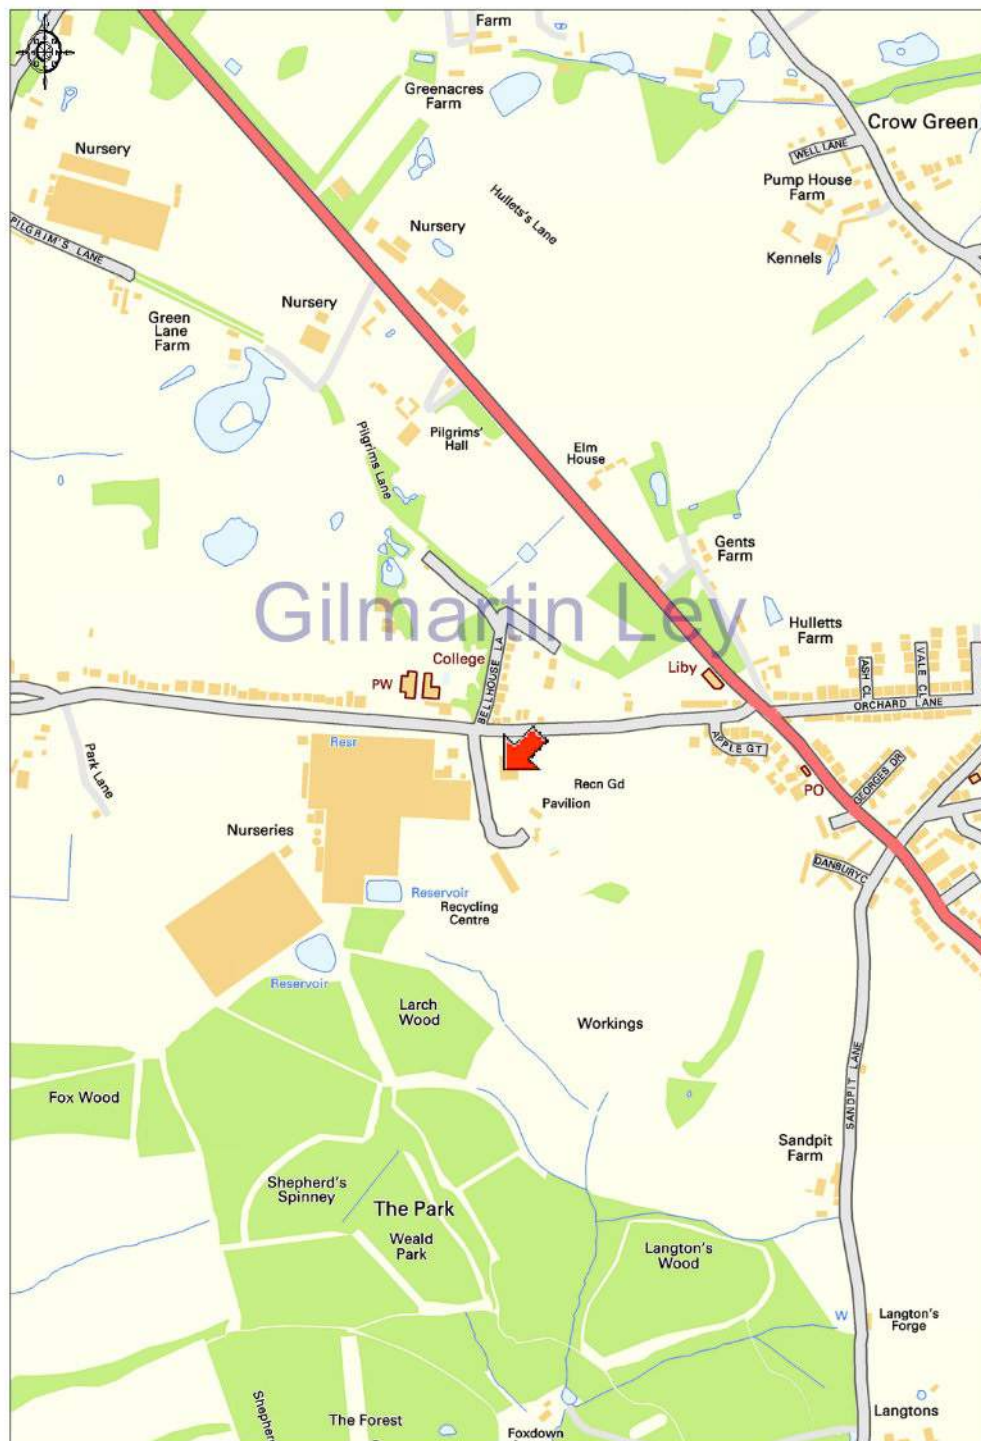 Farm
Greenacres
Farm
Crow Green
WELL LANE
Nursery
Pump House
Farm
Hullets's Lane
PILGRIM'S LANE
Nursery
Kennels
Nursery
Green
Lane
Farm
Pilgrims'
Hall
Pilgrims Lane
Elm
House
Gents
Farm
Gilmartin Ley
Hulletts
Farm
College
BELLHOUSE LA
Liby
PW
ASH CL
VALE CL
ORCHARD LANE
APPLE GT
Resr
Park Lane
Recn Gd
PO
GEORGES DR
Pavilion
Nurseries
DANBURY C
Reservoir
Recycling
Centre
Reservoir
Larch
Wood
Workings
SANDPIT LANE
Fox Wood
Sandpit
Farm
Shepherd's
Spinney
The Park
Weald
Park
Langton's
Wood
W
Langton's
Forge
The Forest
Langtons
Foxdown